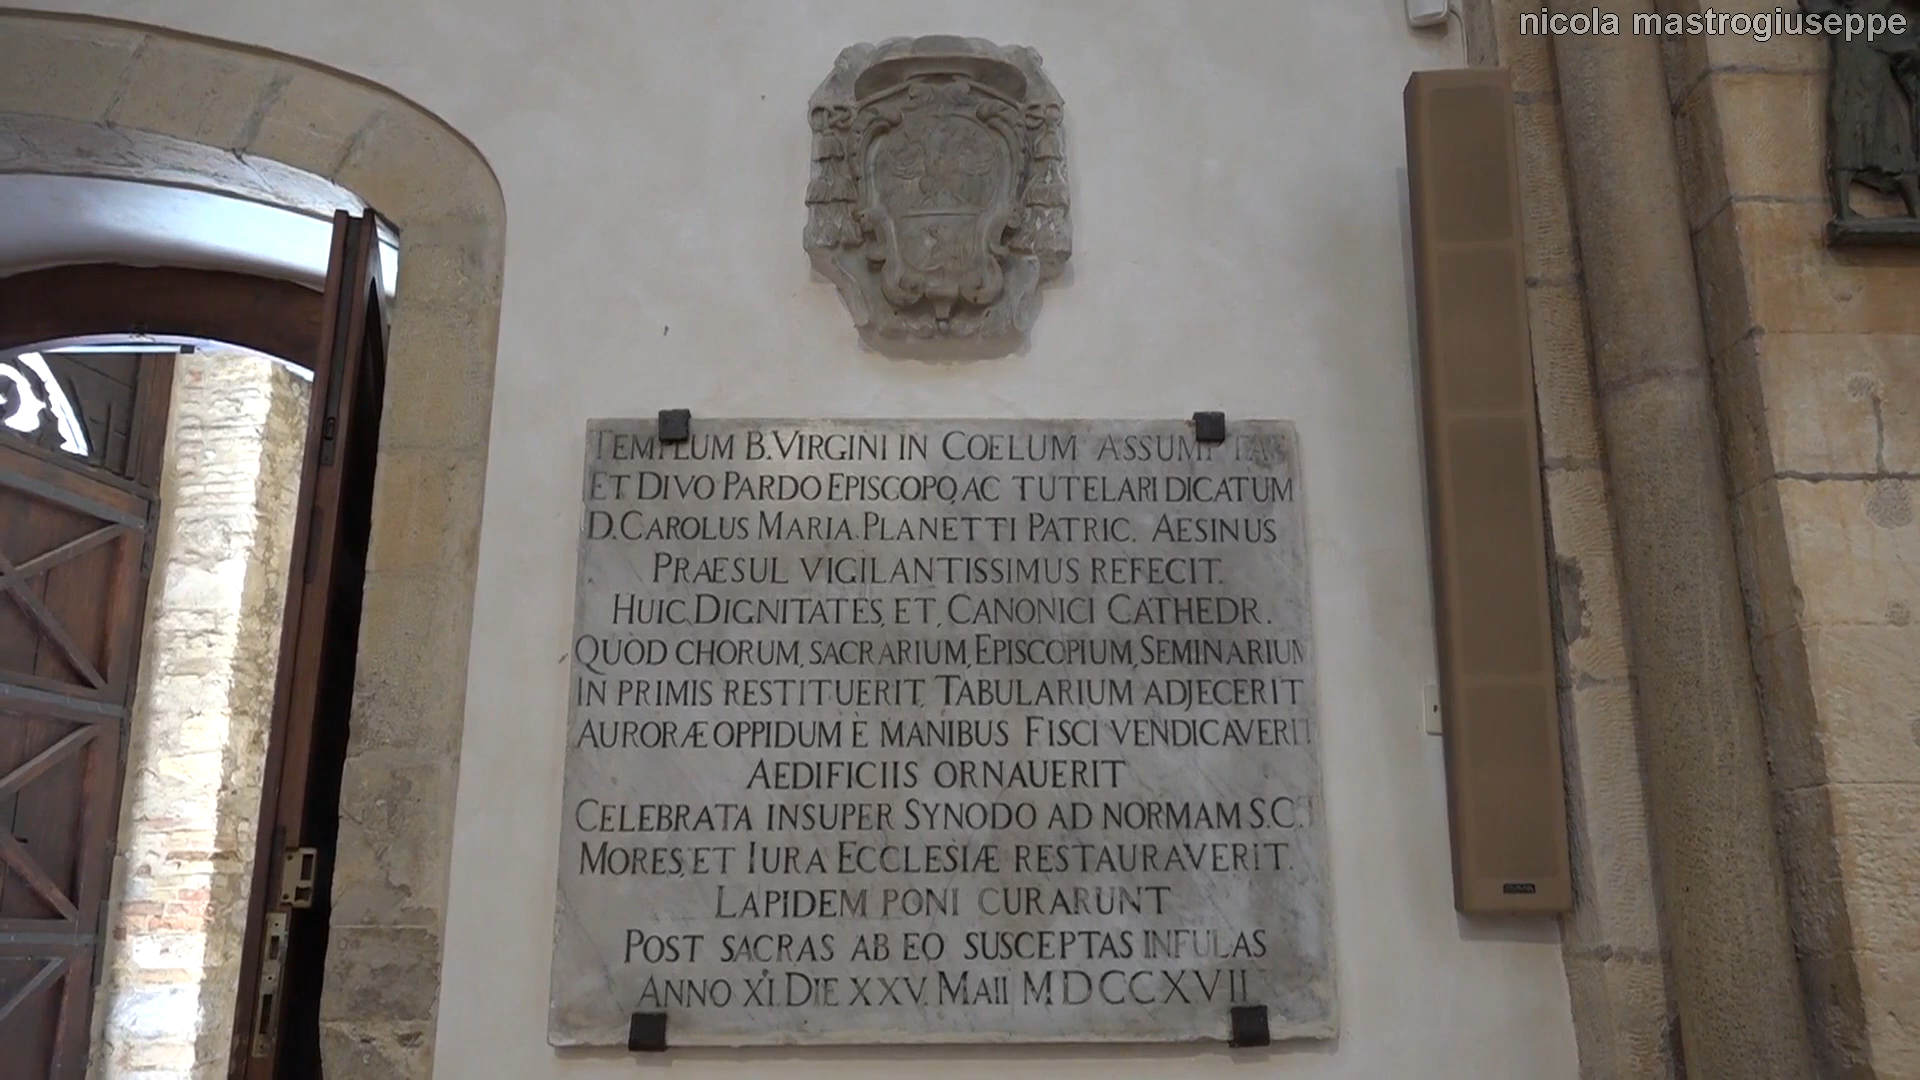 nicola mastrogiuseppe
TEMPLUM B. VIRGINI IN COELUM ASSUMPTAE
ET DIVO PARDO EPISCOPO, AC TUTELARI DICATUM
D. CAROLUS MARIA PLANETTI PATRIC. AESINUS
PRAESUL VIGILANTISSIMUS REFECIT.
HUIC, DIGNITATES, ET, CANONICI CATHEDR.
QUÒD CHORUM, SACRARIUM, EPISCOPIUM, SEMINARIUM
IN PRIMIS RESTITUERIT, TABULARIUM ADJECERIT
AURORÆ OPPIDUM È MANIBUS FISCI VENDICAVERIT
AEDIFICIIS ORNAUERIT
CELEBRATA INSUPER SYNODO AD NORMAM S.C.T
MORES, ET IURA ECCLESIÆ RESTAURAVERIT.
LAPIDEM PONI CURARUNT
POST SACRAS AB EO SUSCEPTAS INFULAS
ANNO XI. DIE XXV. MAII MDCCXVII